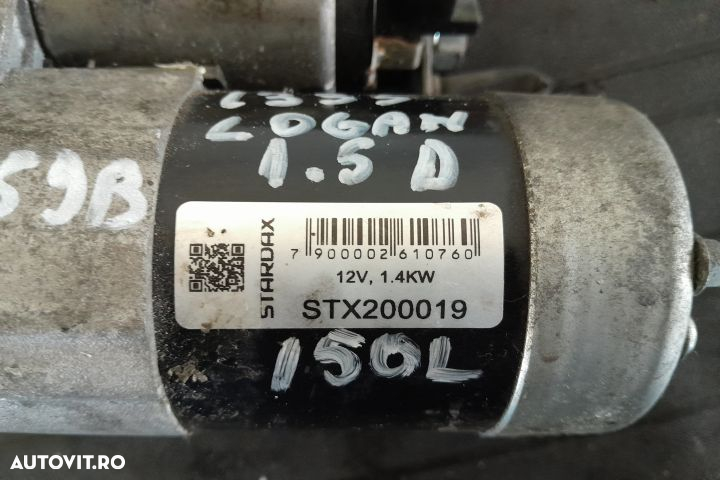 LOGAN
1.5 D
59B
STARDAX
7 900002 610760
12V, 1.4KW
STX200019
150L
AUTOVIT.RO